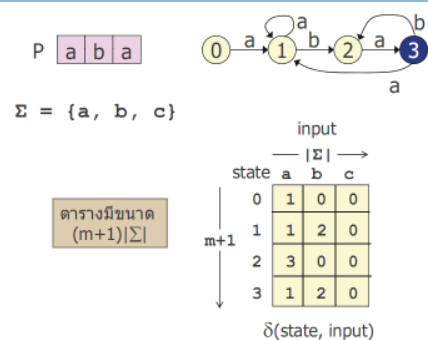 P a b a
0 a 1 a b 2 a 3 b a
Σ = {a, b, c}
input
|Σ|
state a b c
0 1 0 0
1 1 2 0
2 3 0 0
3 1 2 0
m+1
ตารางมีขนาด
(m+1)|Σ|
δ(state, input)